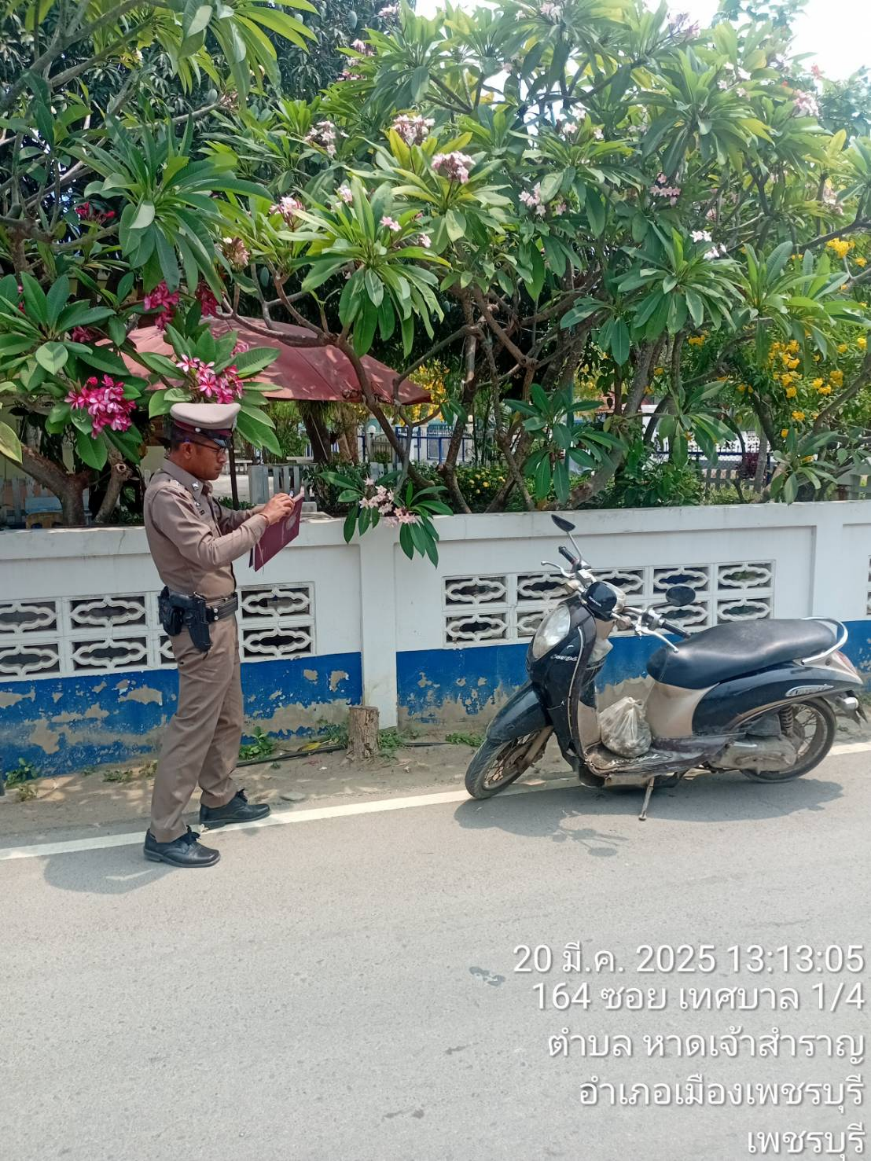 20 มี.ค. 2025 13:13:05
164 ซอย เทศบาล 1/4
ตำบล หาดเจ้าสำราญ
อำเภอเมืองเพชรบุรี
เพชรบุรี